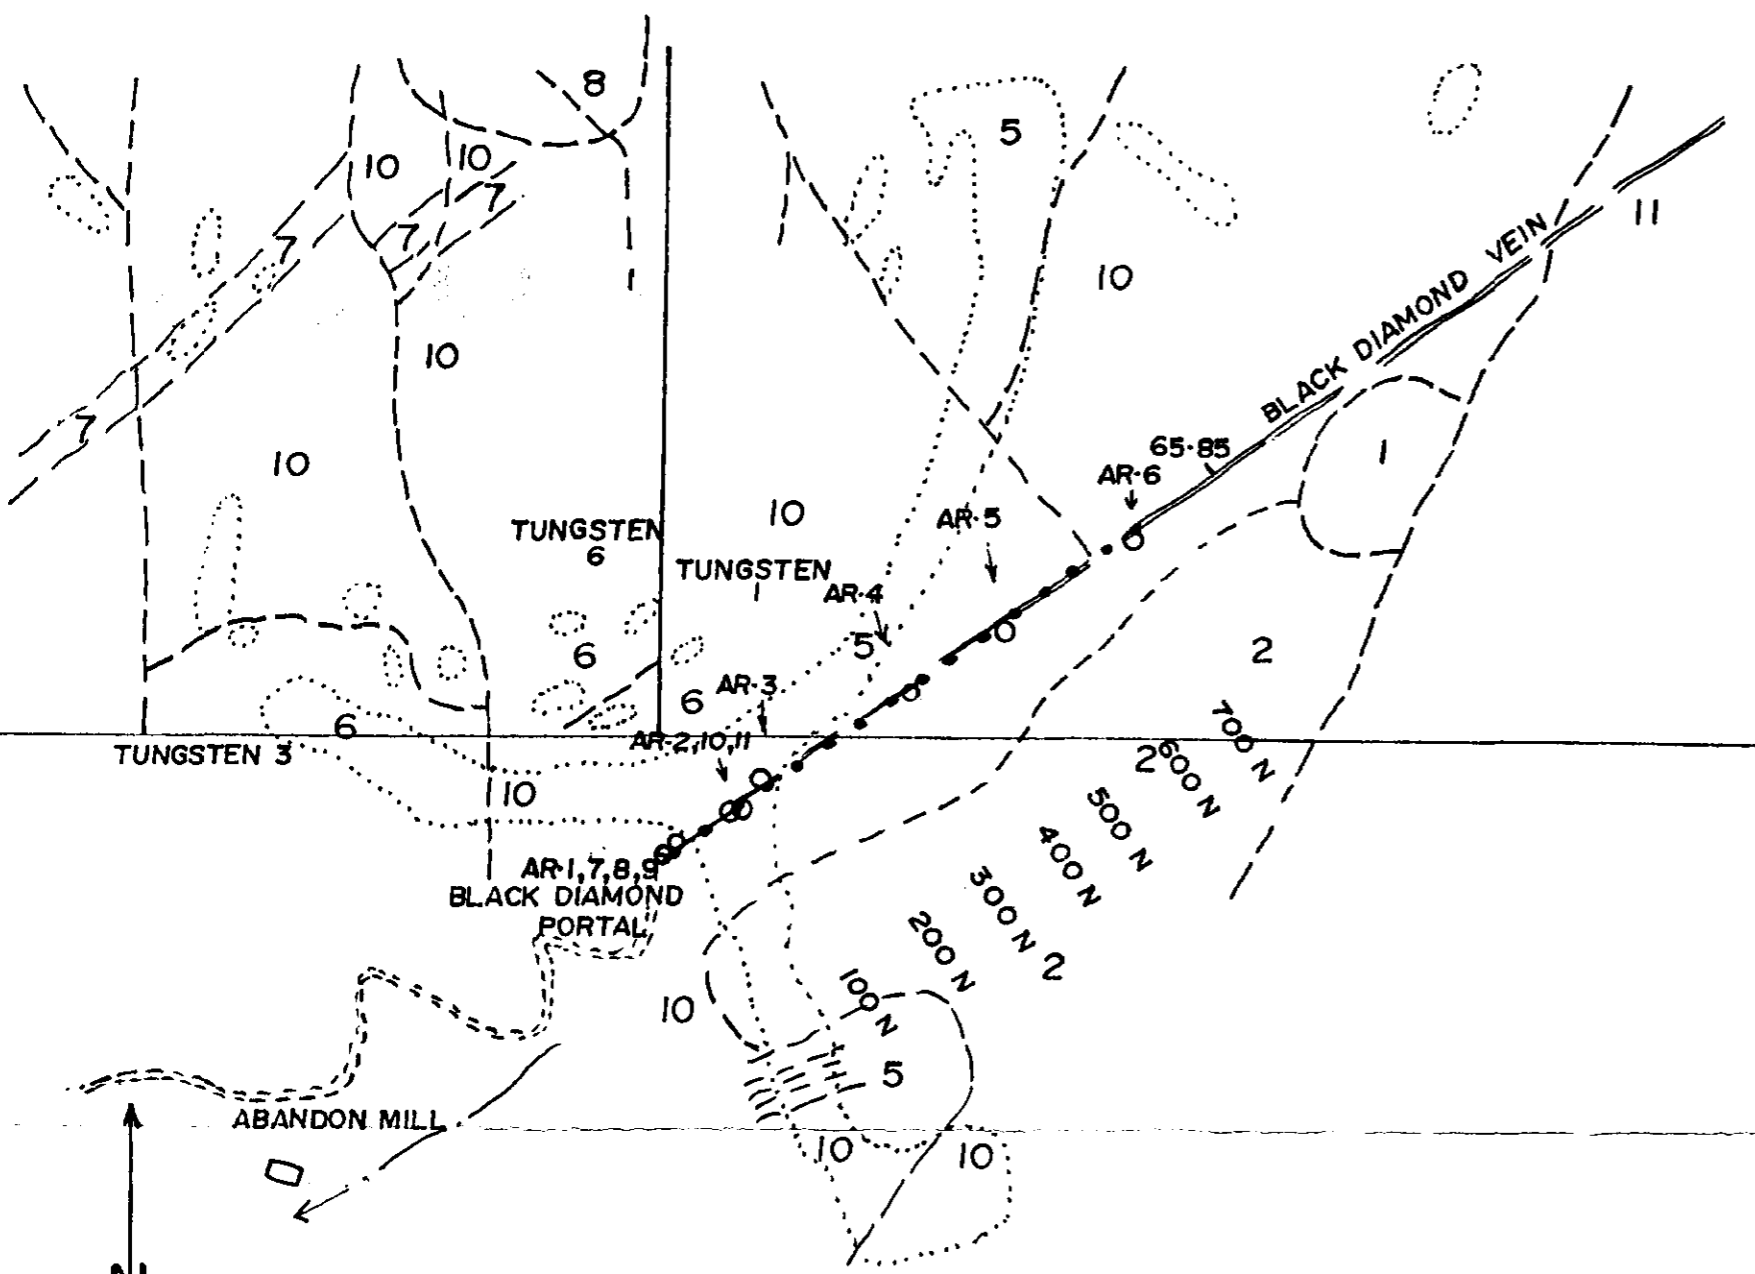 8
5
10
10
7
7
7
11
BLACK DIAMOND VEIN
10
10
7
10
1
65-85
AR-6
10
AR-5
TUNGSTEN
6
TUNGSTEN
1
AR-4
5
6
2
6
AR-3
6
TUNGSTEN 3
AR-2,10,11
700 N
2
600 N
10
500 N
400 N
AR-1,7,8,9
BLACK DIAMOND
PORTAL
300 N
2
200 N
100 N
10
5
ABANDON MILL
10
10
N